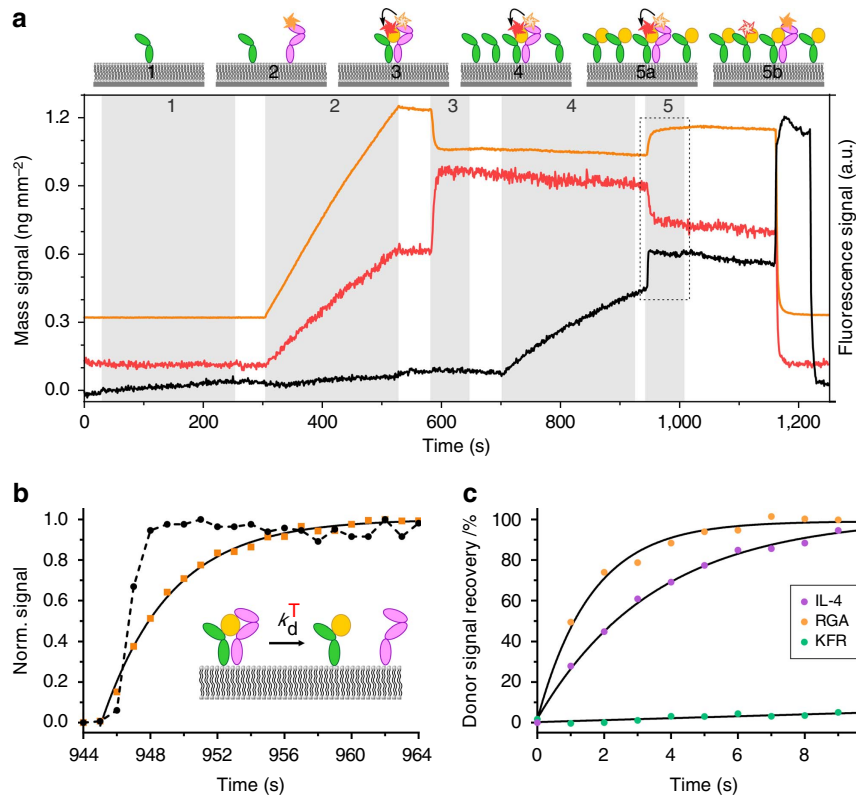 a
1 2 3 4 5a 5b
1 2 3 4 5
Mass signal (ng mm⁻²)
1.2
0.9
0.6
0.3
0.0
Fluorescence signal (a.u.)
0 200 400 600 800 1,000 1,200
Time (s)
b
Norm. signal
1.0
0.8
0.6
0.4
0.2
0.0
k_d^T
944 948 952 956 960 964
Time (s)
c
Donor signal recovery /%
100
80
60
40
20
0
IL-4
RGA
KFR
0 2 4 6 8
Time (s)